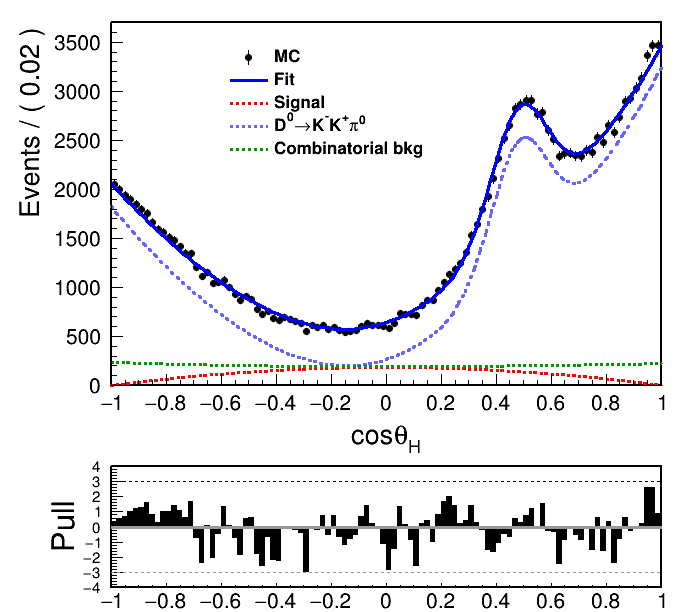 Events / ( 0.02 )
3500
3000
2500
2000
1500
1000
500
0
MC
Fit
Signal
D⁰→K⁻K⁺π⁰
Combinatorial bkg
−1 −0.8 −0.6 −0.4 −0.2 0 0.2 0.4 0.6 0.8 1
cosθ_H
Pull
4
3
2
1
0
−1
−2
−3
−4
−1 −0.8 −0.6 −0.4 −0.2 0 0.2 0.4 0.6 0.8 1